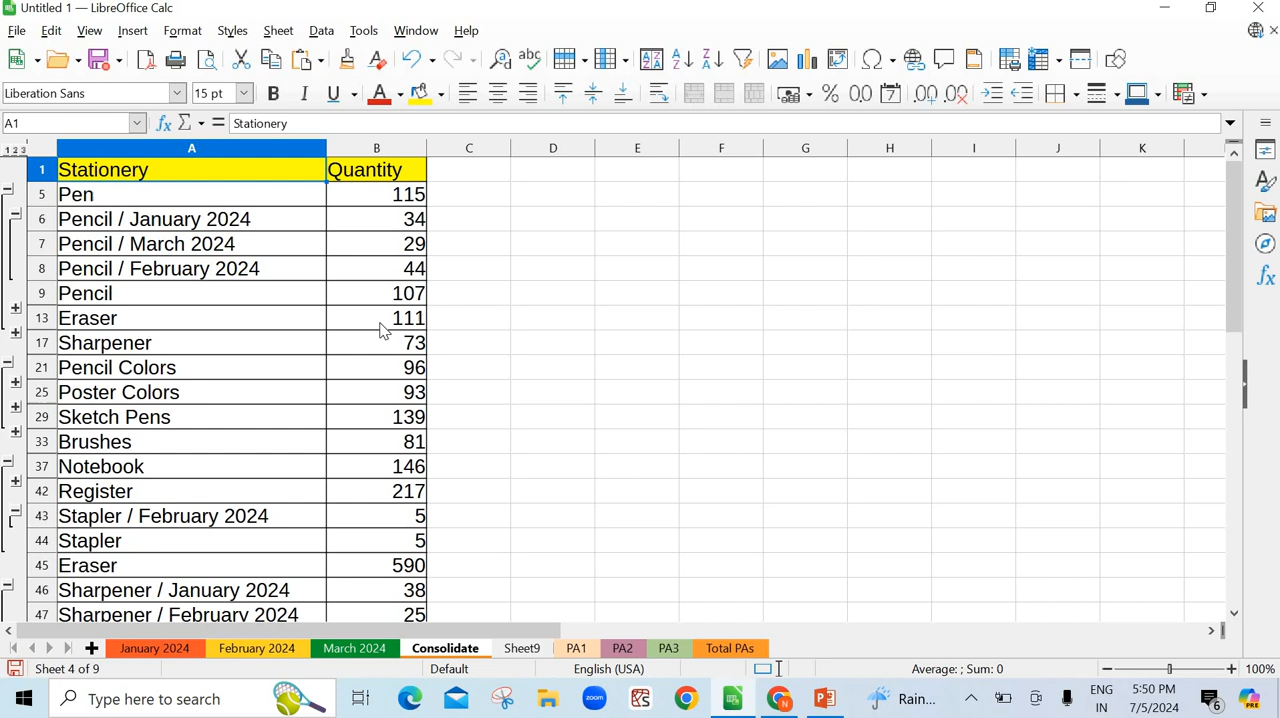 Untitled 1 — LibreOffice Calc
File Edit View Insert Format Styles Sheet Data Tools Window Help
Liberation Sans 15 pt
A1 Stationery
A B C D E F G H I J K
1 2 3
1 Stationery Quantity
5 Pen 115
6 Pencil / January 2024 34
7 Pencil / March 2024 29
8 Pencil / February 2024 44
9 Pencil 107
13 Eraser 111
17 Sharpener 73
21 Pencil Colors 96
25 Poster Colors 93
29 Sketch Pens 139
33 Brushes 81
37 Notebook 146
42 Register 217
43 Stapler / February 2024 5
44 Stapler 5
45 Eraser 590
46 Sharpener / January 2024 38
47 Sharpener / February 2024 25
January 2024 February 2024 March 2024 Consolidate Sheet9 PA1 PA2 PA3 Total PAs
Sheet 4 of 9 Default English (USA) Average: ; Sum: 0 100%
Type here to search zoom Rain... ENG 5:50 PM
IN 7/5/2024 6 PRE